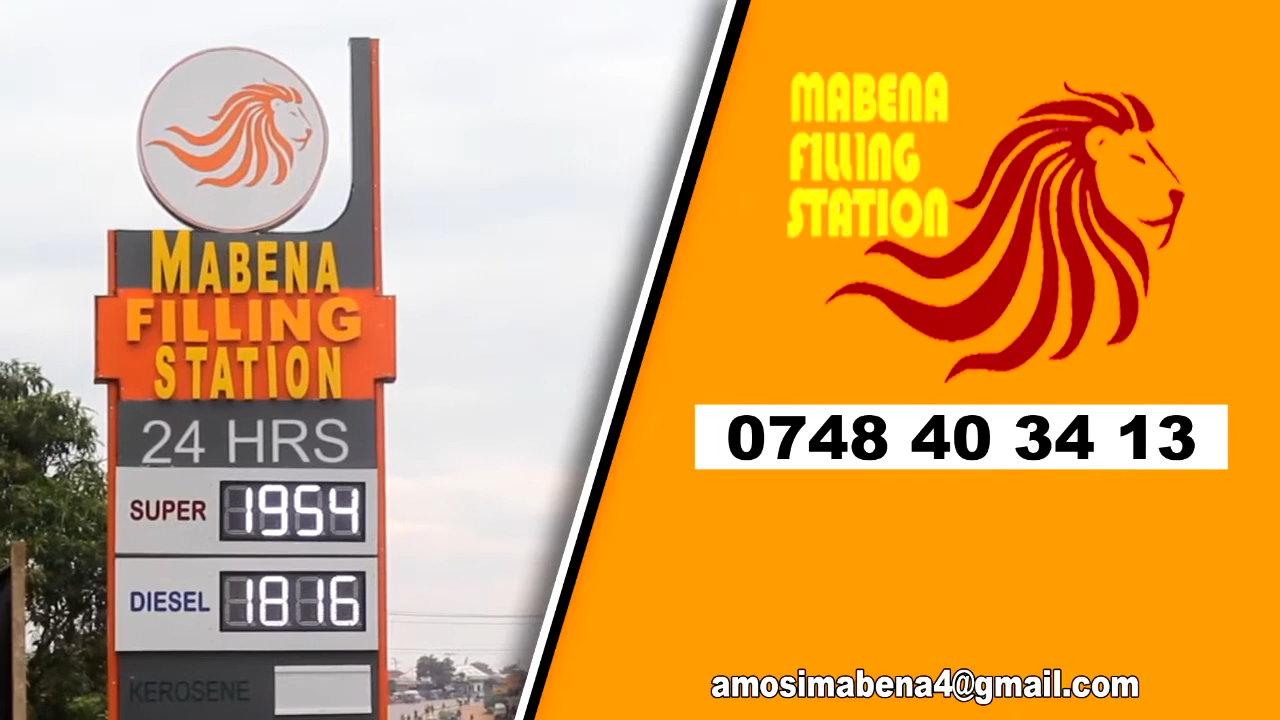 MABENA
FILLING
STATION
24 HRS
SUPER 1954
DIESEL 1816
KEROSENE
MABENA
FILLING
STATION
0748 40 34 13
amosimabena4@gmail.com